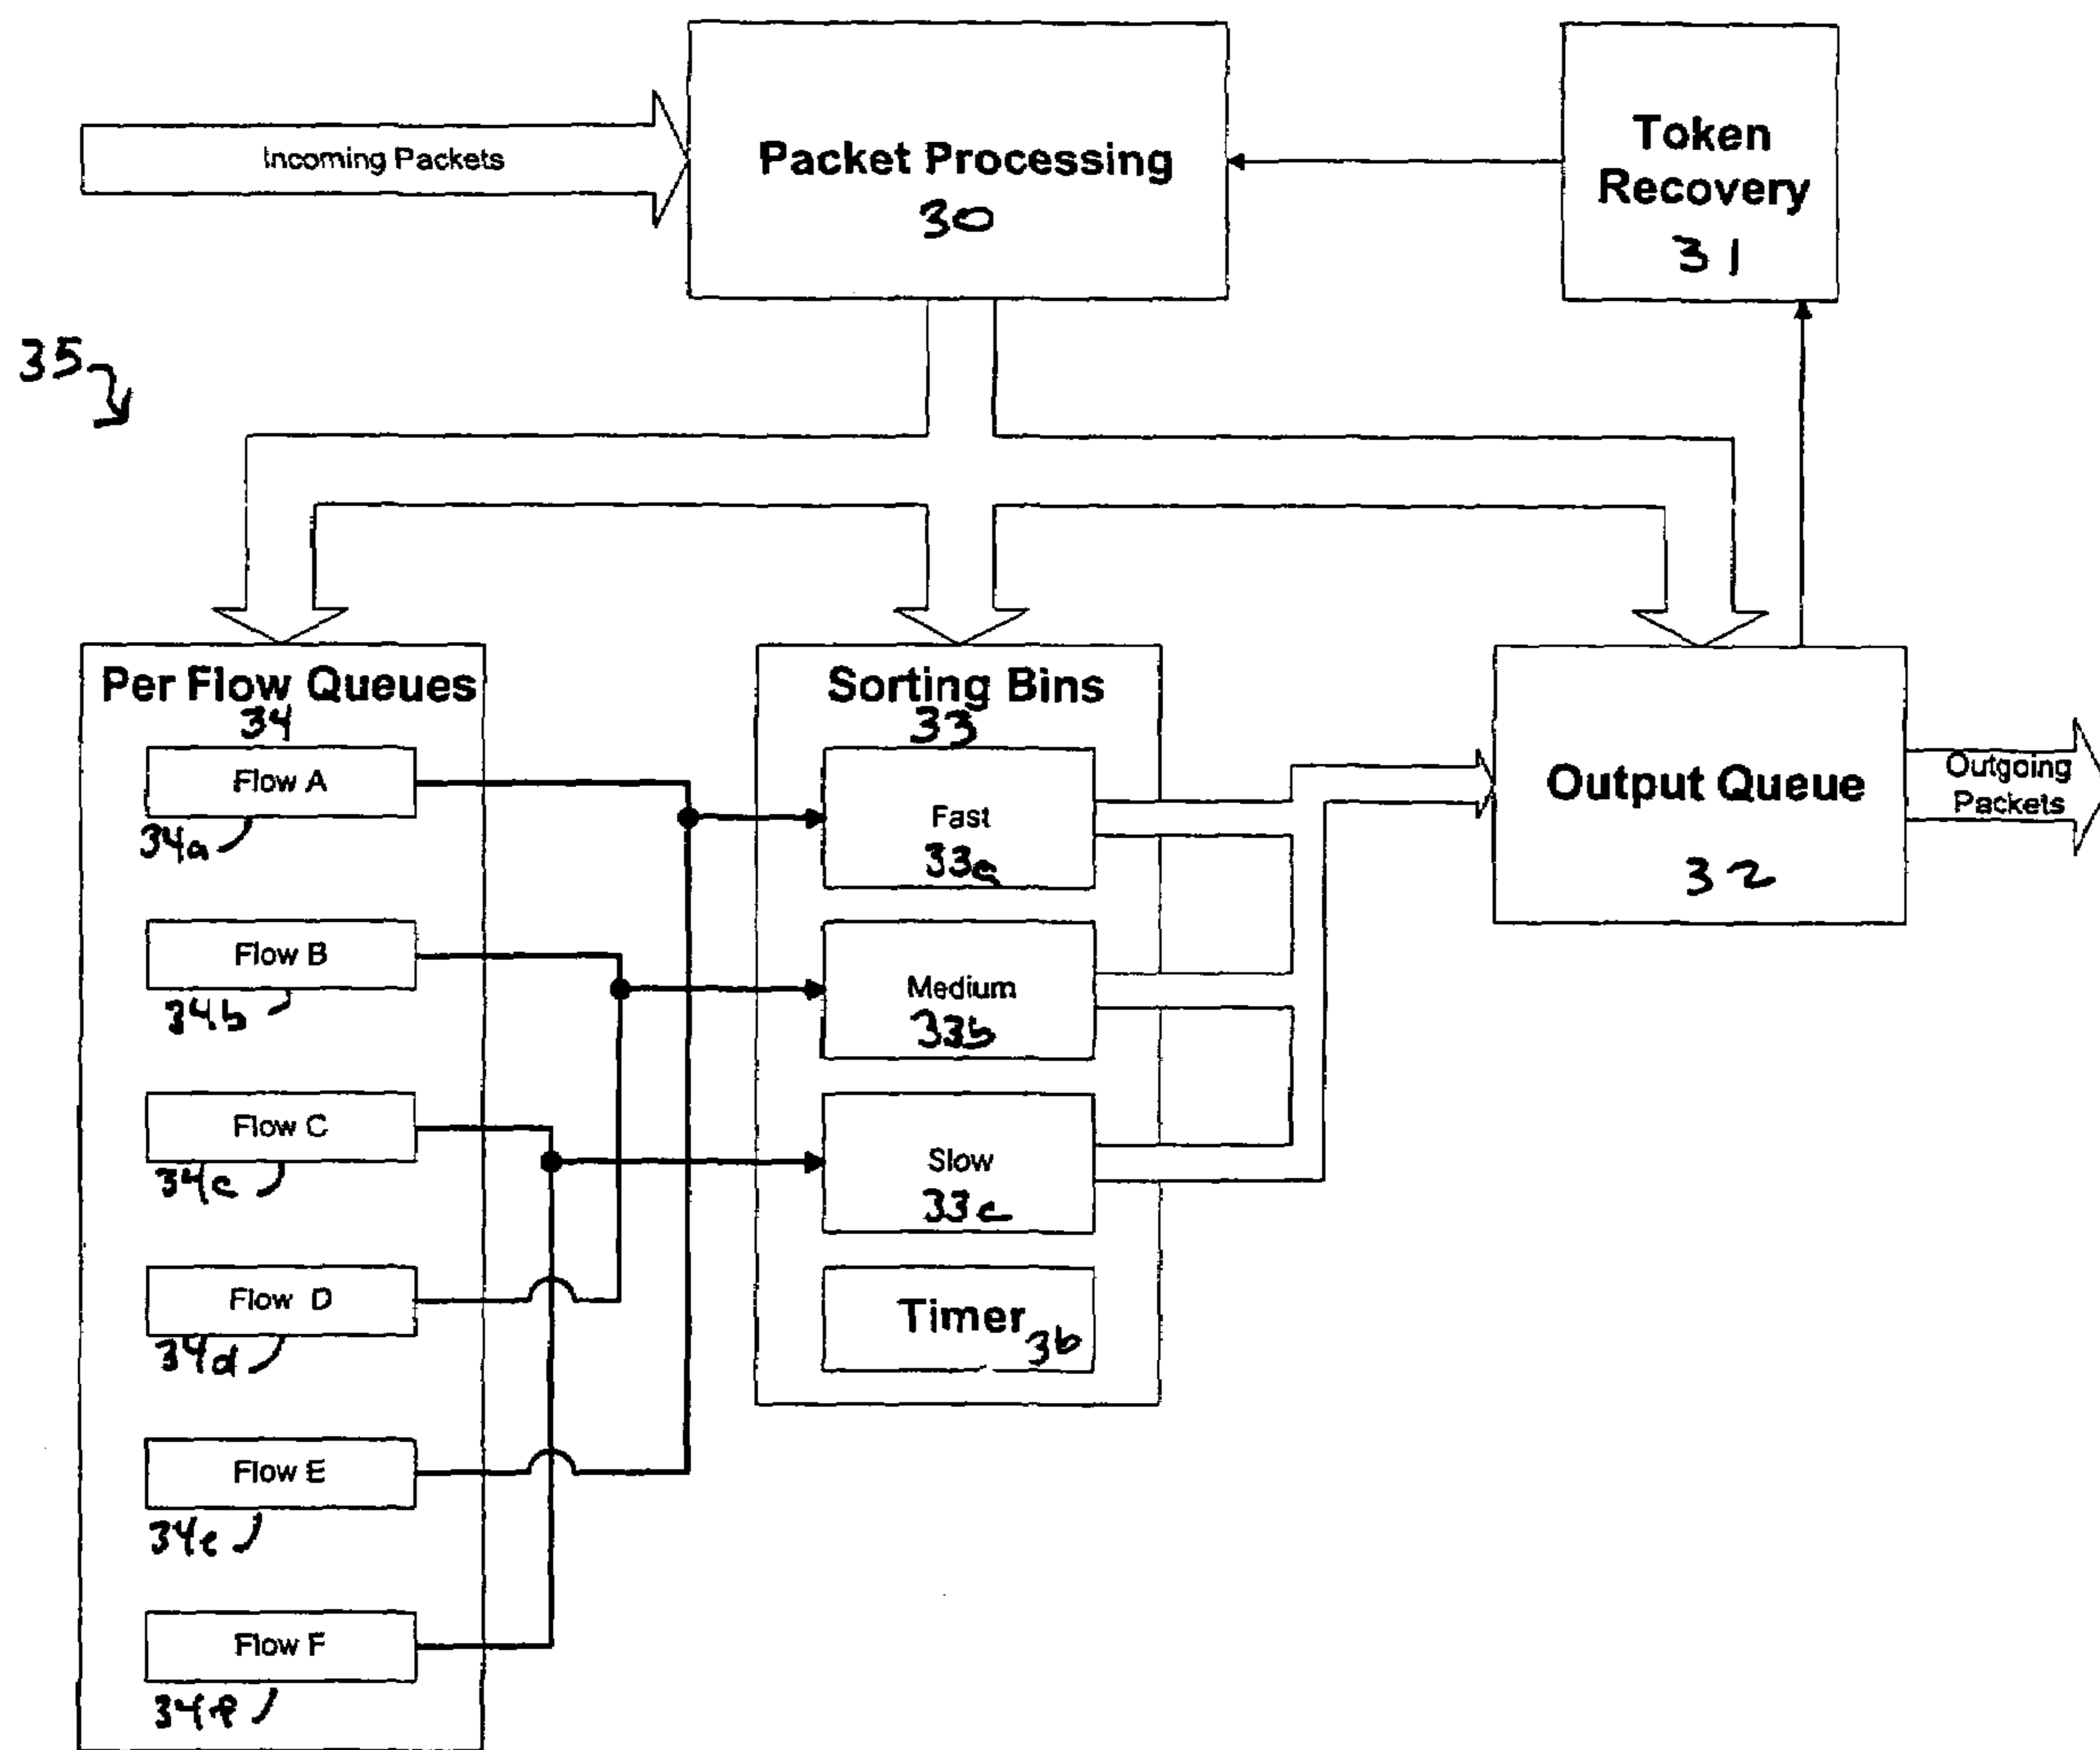 Incoming Packets
Packet Processing
30
Token
Recovery
31
35
Per Flow Queues
34
Flow A
34a
Flow B
34b
Flow C
34c
Flow D
34d
Flow E
34e
Flow F
34f
Sorting Bins
33
Fast
33a
Medium
33b
Slow
33c
Timer
36
Output Queue
32
Outgoing
Packets